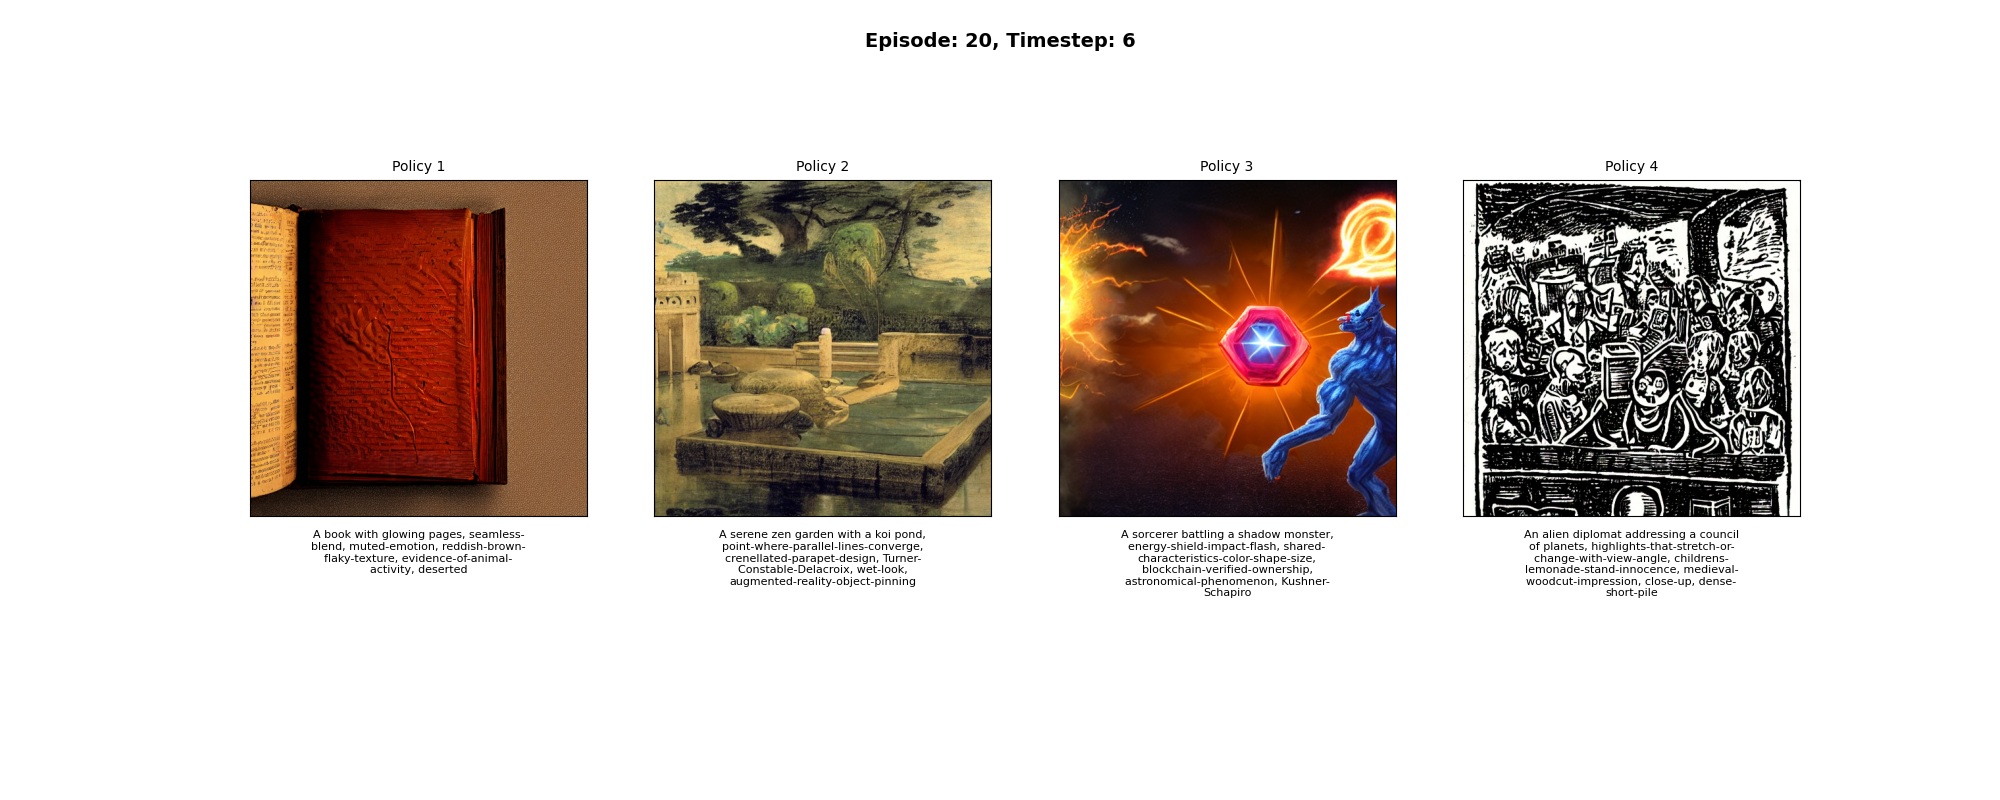 Episode: 20, Timestep: 6
Policy 1
Policy 2
Policy 3
Policy 4
A book with glowing pages, seamless-
blend, muted-emotion, reddish-brown-
flaky-texture, evidence-of-animal-
activity, deserted
A serene zen garden with a koi pond,
point-where-parallel-lines-converge,
crenellated-parapet-design, Turner-
Constable-Delacroix, wet-look,
augmented-reality-object-pinning
A sorcerer battling a shadow monster,
energy-shield-impact-flash, shared-
characteristics-color-shape-size,
blockchain-verified-ownership,
astronomical-phenomenon, Kushner-
Schapiro
An alien diplomat addressing a council
of planets, highlights-that-stretch-or-
change-with-view-angle, childrens-
lemonade-stand-innocence, medieval-
woodcut-impression, close-up, dense-
short-pile